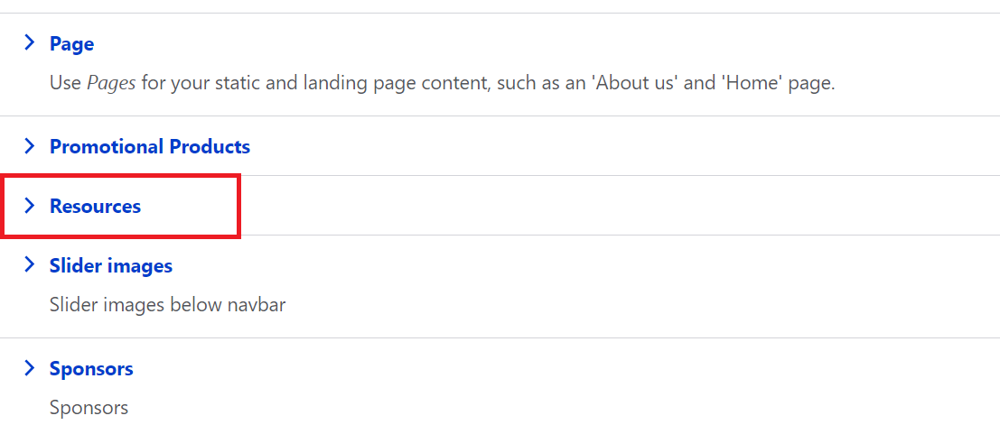 Page
Use Pages for your static and landing page content, such as an 'About us' and 'Home' page.
Promotional Products
Resources
Slider images
Slider images below navbar
Sponsors
Sponsors